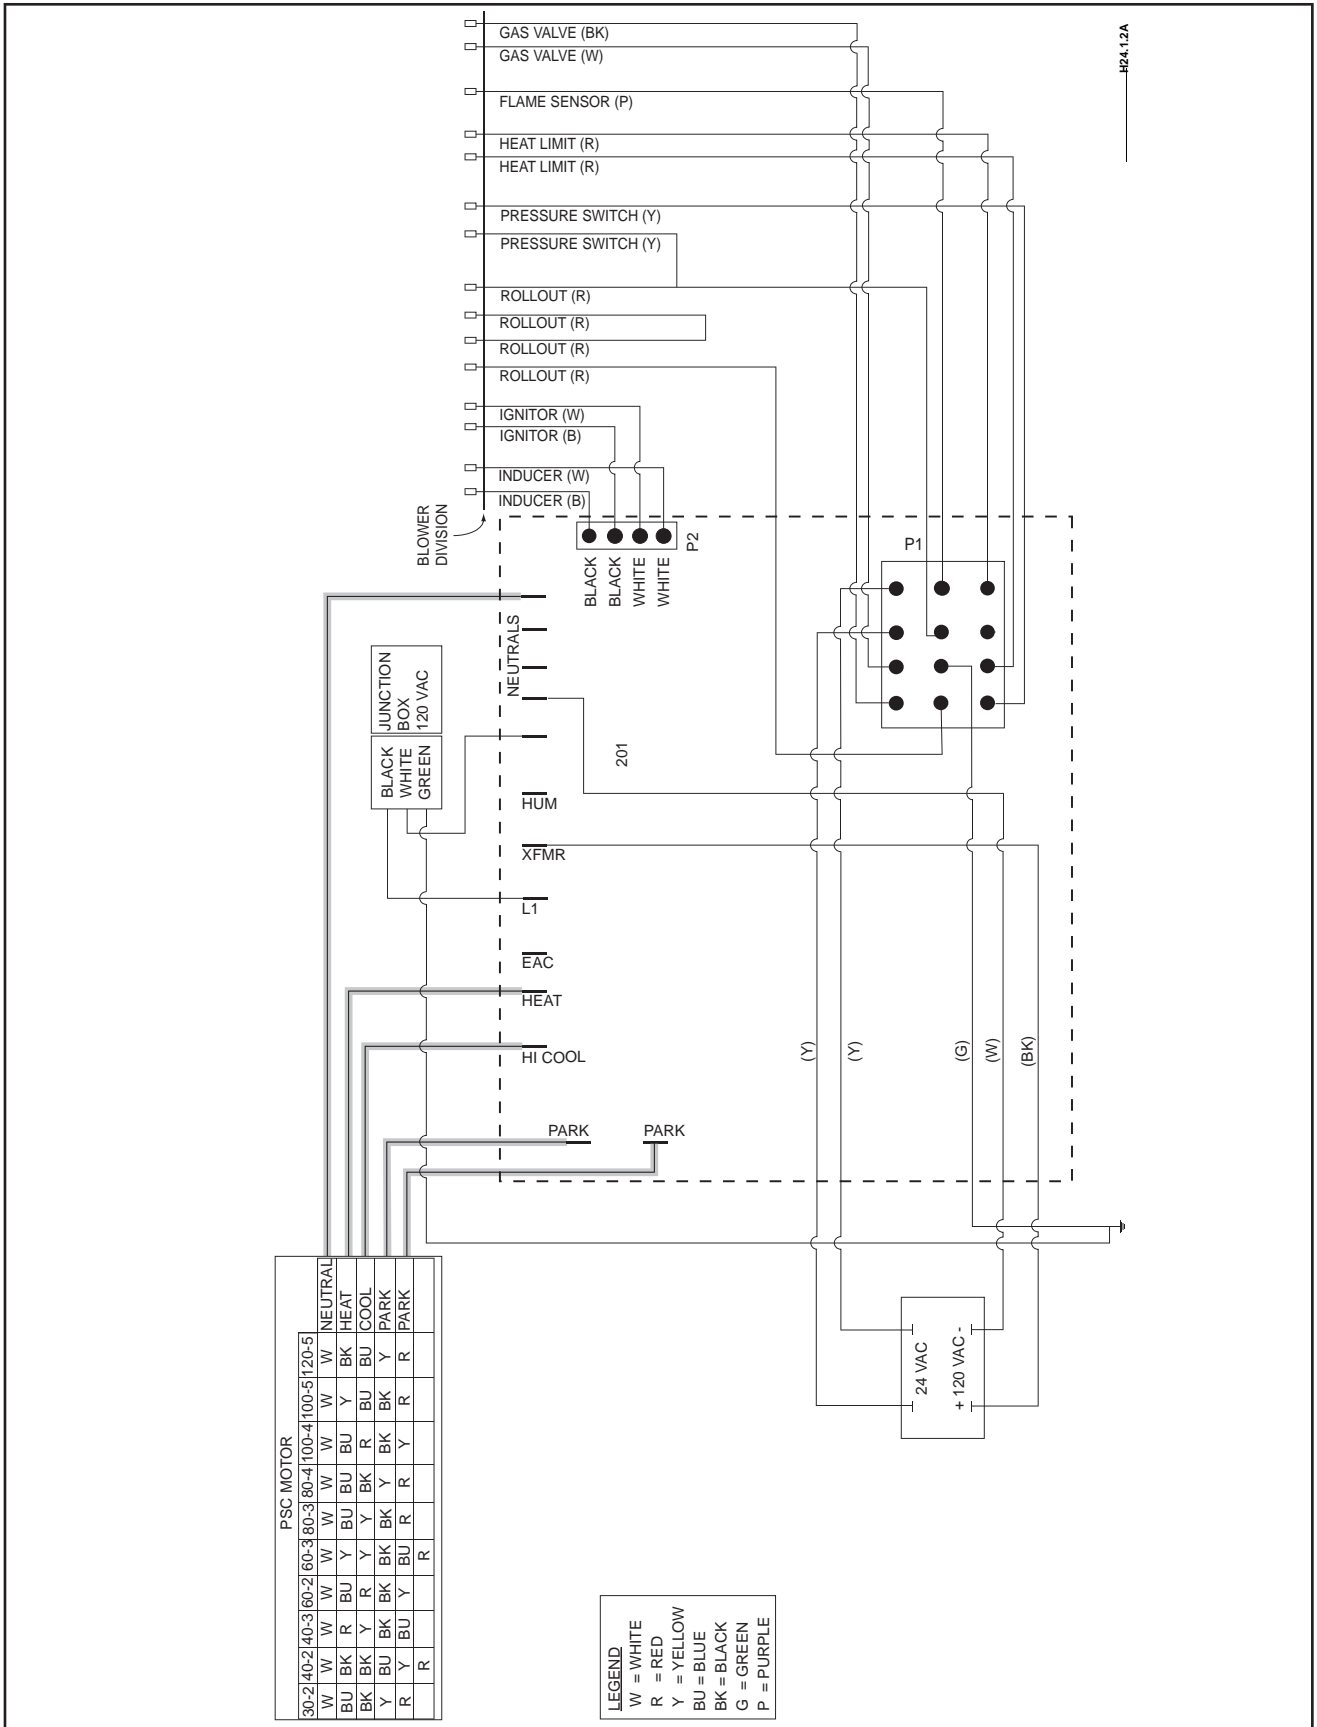 GAS VALVE (BK)
GAS VALVE (W)
FLAME SENSOR (P)
HEAT LIMIT (R)
HEAT LIMIT (R)
PRESSURE SWITCH (Y)
PRESSURE SWITCH (Y)
ROLLOUT (R)
ROLLOUT (R)
ROLLOUT (R)
ROLLOUT (R)
IGNITOR (W)
IGNITOR (B)
INDUCER (W)
INDUCER (B)
H24.1.2A
BLOWER
DIVISION
P2
BLACK
BLACK
WHITE
WHITE
P1
NEUTRALS
JUNCTION
BOX
120 VAC
BLACK
WHITE
GREEN
201
HUM
XFMR
L1
EAC
HEAT
HI COOL
PARK
PARK
(Y)
(Y)
(G)
(W)
(BK)
24 VAC
+ 120 VAC -
PSC MOTOR
30-2 40-2 40-3 60-2 60-3 80-3 80-4 100-4 100-5 120-5
W W W W W W W W W W NEUTRAL
BU BK R BU Y BU BU BU Y BK HEAT
BK BK Y R Y Y BK R BU BU COOL
Y BU BK BK BK BK Y BK BK Y PARK
R Y BU Y BU R R Y R R PARK
R R
LEGEND
W = WHITE
R = RED
Y = YELLOW
BU = BLUE
BK = BLACK
G = GREEN
P = PURPLE